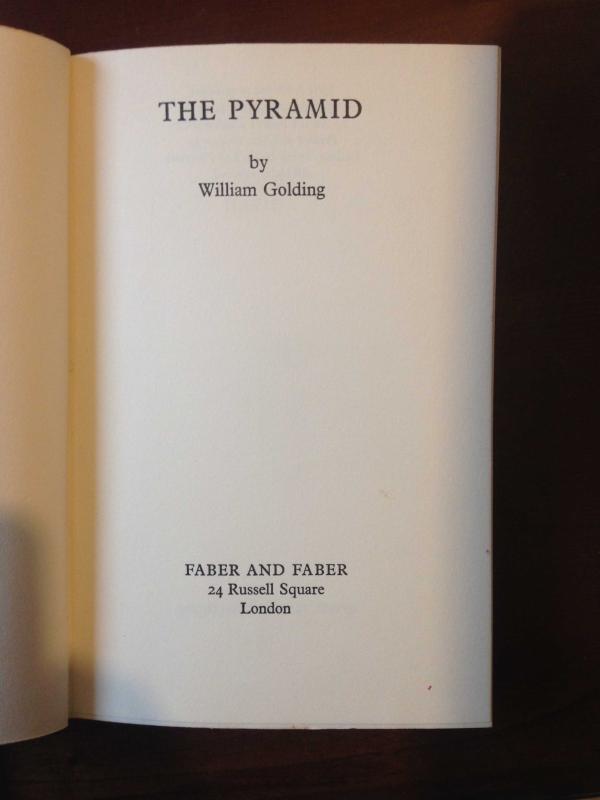 THE PYRAMID
by
William Golding
FABER AND FABER
24 Russell Square
London